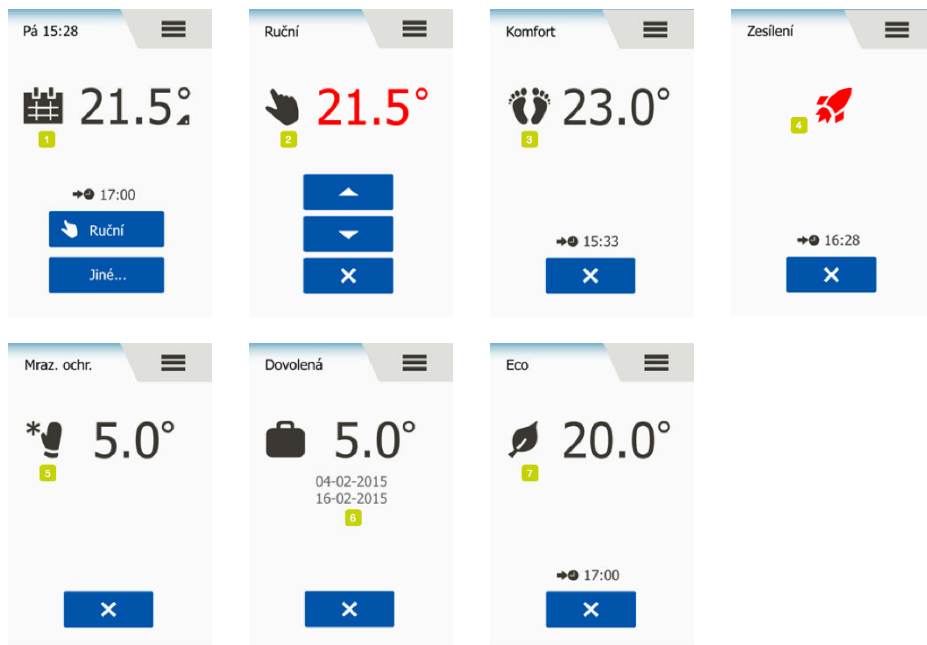 Pá 15:28
21.5°
1
17:00
Ruční
Jiné...
Ruční
21.5°
2
Komfort
23.0°
3
15:33
Zesílení
4
16:28
Mraz. ochr.
5.0°
5
Dovolená
5.0°
04-02-2015
16-02-2015
6
Eco
20.0°
7
17:00